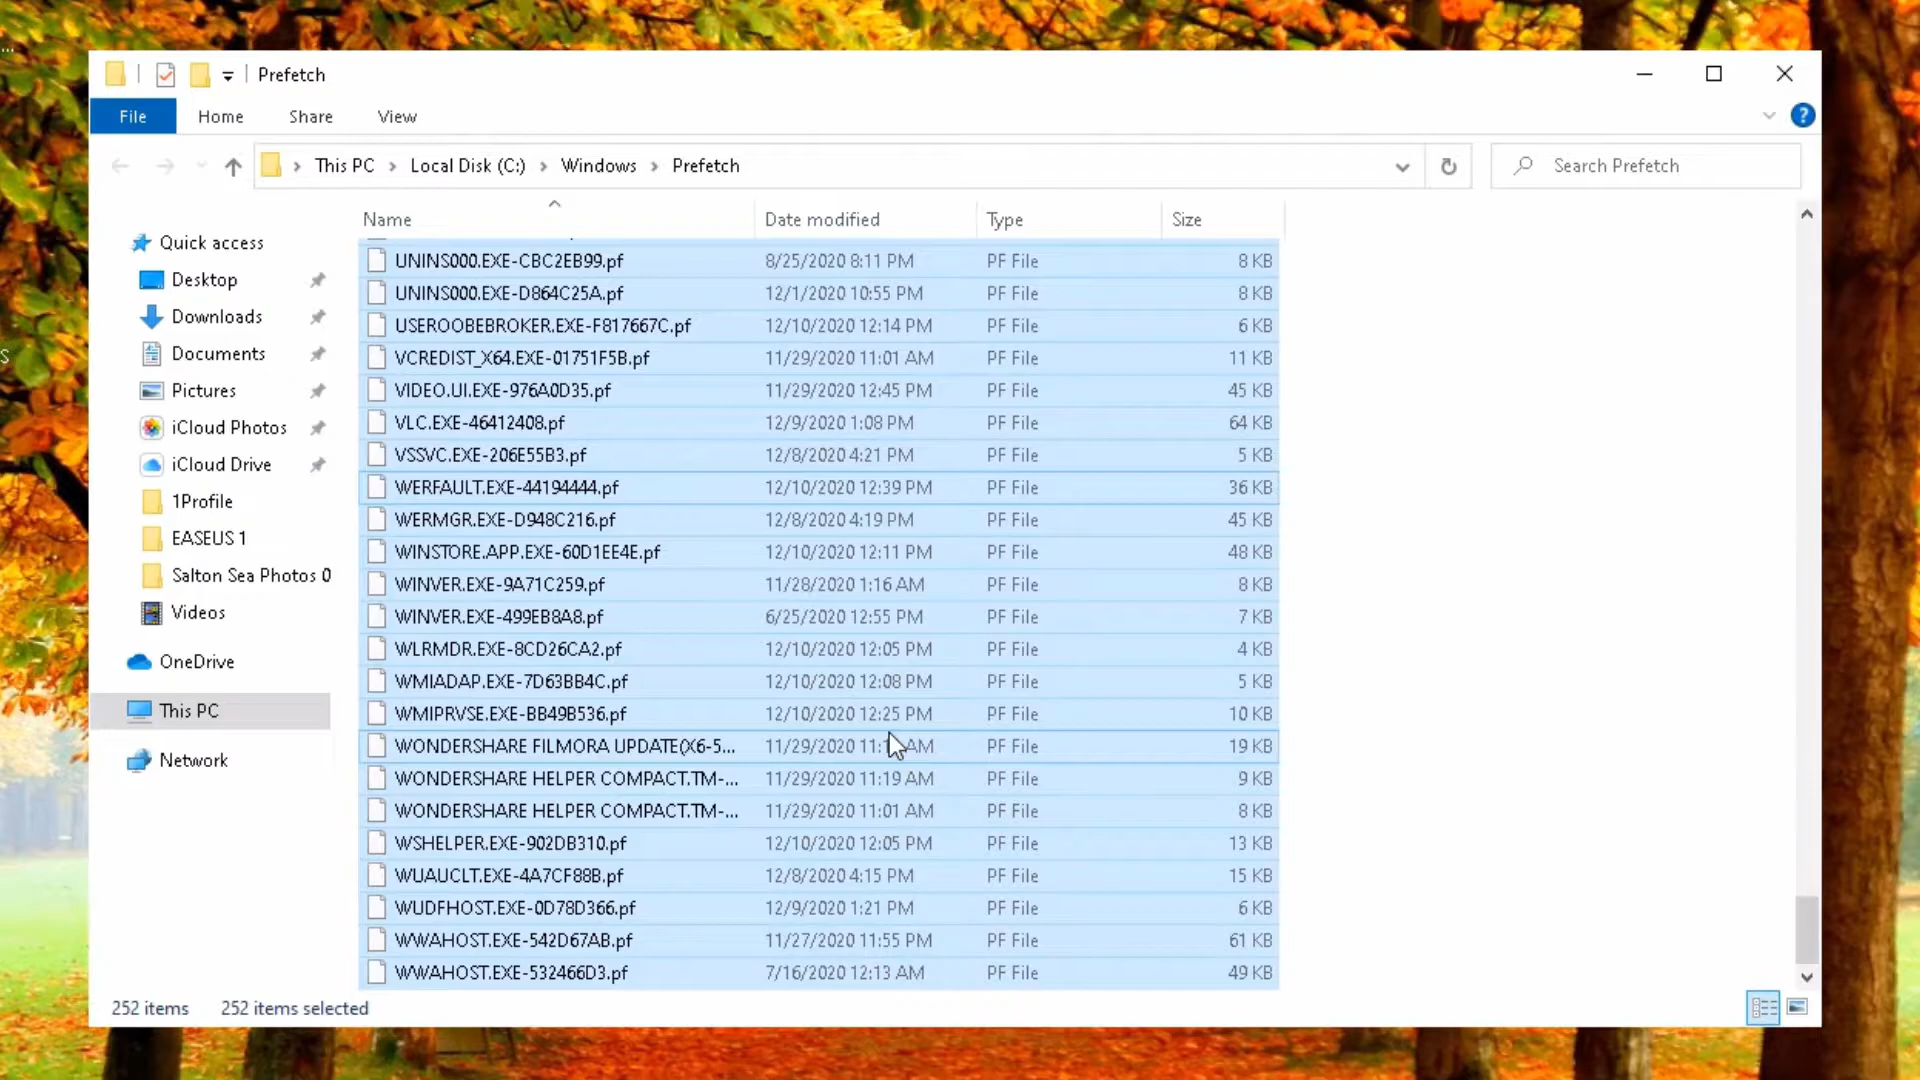 Prefetch
File Home Share View
This PC Local Disk (C:) Windows Prefetch Search Prefetch
Name Date modified Type Size
Quick access
Desktop
Downloads
Documents
Pictures
iCloud Photos
iCloud Drive
1Profile
EASEUS 1
Salton Sea Photos 0
Videos
OneDrive
This PC
Network
UNINS000.EXE-CBC2EB99.pf 8/25/2020 8:11 PM PF File 8 KB
UNINS000.EXE-D864C25A.pf 12/1/2020 10:55 PM PF File 8 KB
USEROOBEBROKER.EXE-F817667C.pf 12/10/2020 12:14 PM PF File 6 KB
VCREDIST_X64.EXE-01751F5B.pf 11/29/2020 11:01 AM PF File 11 KB
VIDEO.UI.EXE-976A0D35.pf 11/29/2020 12:45 PM PF File 45 KB
VLC.EXE-46412408.pf 12/9/2020 1:08 PM PF File 64 KB
VSSVC.EXE-206E55B3.pf 12/8/2020 4:21 PM PF File 5 KB
WERFAULT.EXE-44194444.pf 12/10/2020 12:39 PM PF File 36 KB
WERMGR.EXE-D948C216.pf 12/8/2020 4:19 PM PF File 45 KB
WINSTORE.APP.EXE-60D1EE4E.pf 12/10/2020 12:11 PM PF File 48 KB
WINVER.EXE-9A71C259.pf 11/28/2020 1:16 AM PF File 8 KB
WINVER.EXE-499EB8A8.pf 6/25/2020 12:55 PM PF File 7 KB
WLRMDR.EXE-8CD26CA2.pf 12/10/2020 12:05 PM PF File 4 KB
WMIADAP.EXE-7D63BB4C.pf 12/10/2020 12:08 PM PF File 5 KB
WMIPRVSE.EXE-BB49B536.pf 12/10/2020 12:25 PM PF File 10 KB
WONDERSHARE FILMORA UPDATE(X6-5... 11/29/2020 AM PF File 19 KB
WONDERSHARE HELPER COMPACT.TM-... 11/29/2020 11:19 AM PF File 9 KB
WONDERSHARE HELPER COMPACT.TM-... 11/29/2020 11:01 AM PF File 8 KB
WSHELPER.EXE-902DB310.pf 12/10/2020 12:05 PM PF File 13 KB
WUAUCLT.EXE-4A7CF88B.pf 12/8/2020 4:15 PM PF File 15 KB
WUDFHOST.EXE-0D78D366.pf 12/9/2020 1:21 PM PF File 6 KB
WWAHOST.EXE-542D67AB.pf 11/27/2020 11:55 PM PF File 61 KB
WWAHOST.EXE-532466D3.pf 7/16/2020 12:13 AM PF File 49 KB
252 items 252 items selected